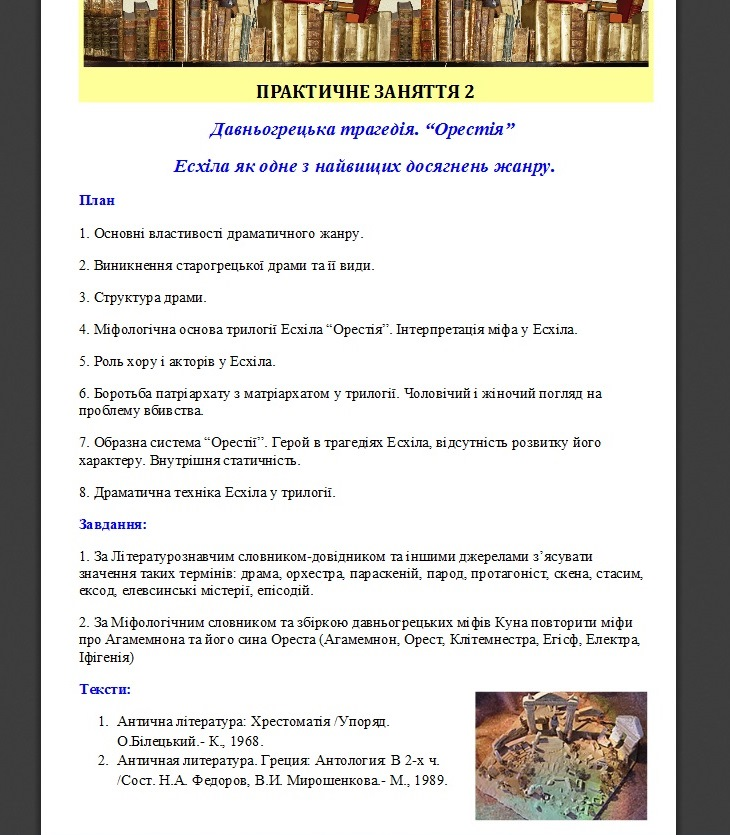 ПРАКТИЧНЕ ЗАНЯТТЯ 2
Давньогрецька трагедія. “Орестія”
Есхіла як одне з найвищих досягнень жанру.
План
1. Основні властивості драматичного жанру.
2. Виникнення старогрецької драми та її види.
3. Структура драми.
4. Міфологічна основа трилогії Есхіла “Орестія”. Інтерпретація міфа у Есхіла.
5. Роль хору і акторів у Есхіла.
6. Боротьба патріархату з матріархатом у трилогії. Чоловічий і жіночий погляд на
проблему вбивства.
7. Образна система “Орестії”. Герой в трагедіях Есхіла, відсутність розвитку його
характеру. Внутрішня статичність.
8. Драматична техніка Есхіла у трилогії.
Завдання:
1. За Літературознавчим словником-довідником та іншими джерелами з’ясувати
значення таких термінів: драма, орхестра, параскеній, парод, протагоніст, скена, стасим,
ексод, елевсинські містерії, епісодій.
2. За Міфологічним словником та збіркою давньогрецьких міфів Куна повторити міфи
про Агамемнона та його сина Ореста (Агамемнон, Орест, Клітемнестра, Егісф, Електра,
Іфігенія)
Тексти:
1. Антична література: Хрестоматія /Упоряд.
О.Білецький.- К., 1968.
2. Античная литература. Греция: Антология. В 2-х ч.
/Сост. Н.А. Федоров, В.И. Мирошенкова.- М., 1989.